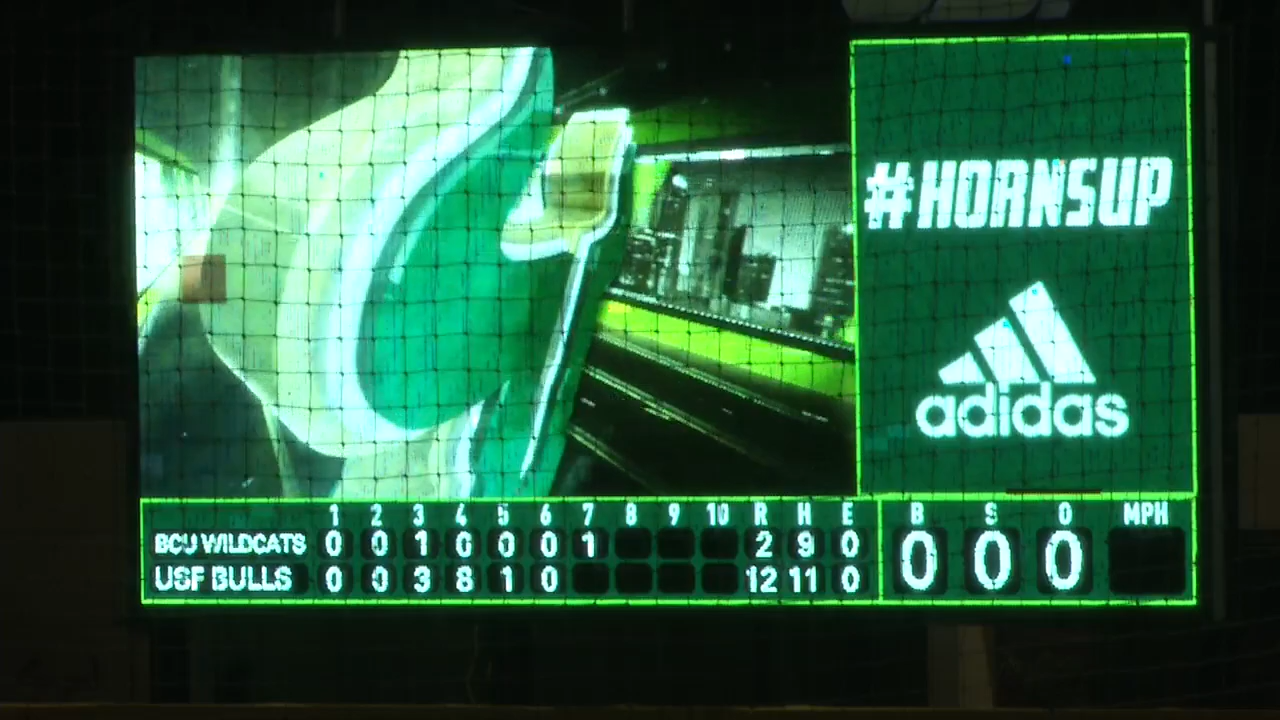 #HORNSUP
adidas
1 2 3 4 5 6 7 8 9 10 R H E B S O MPH
BCU WILDCATS 0 0 1 0 0 0 1 2 9 0
USF BULLS 0 0 3 8 1 0 12 11 0
0 0 0